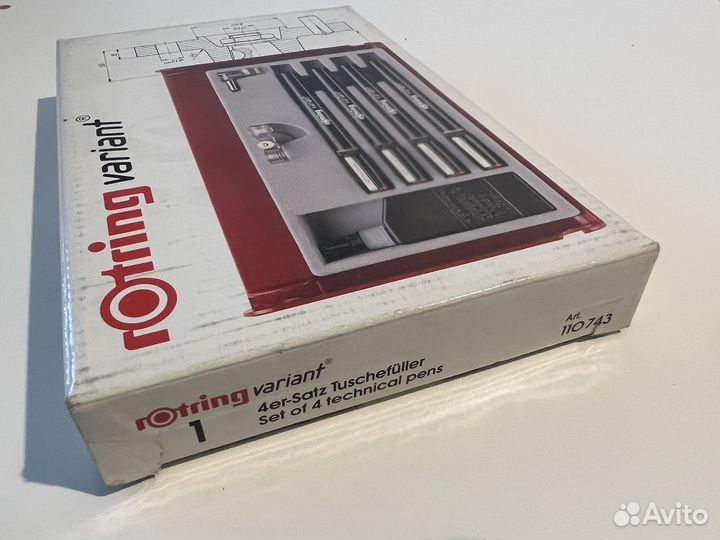 rotring variant®
rotring variant®
4er-Satz Tuschefüller
Set of 4 technical pens
1
Art.
110 743
Avito